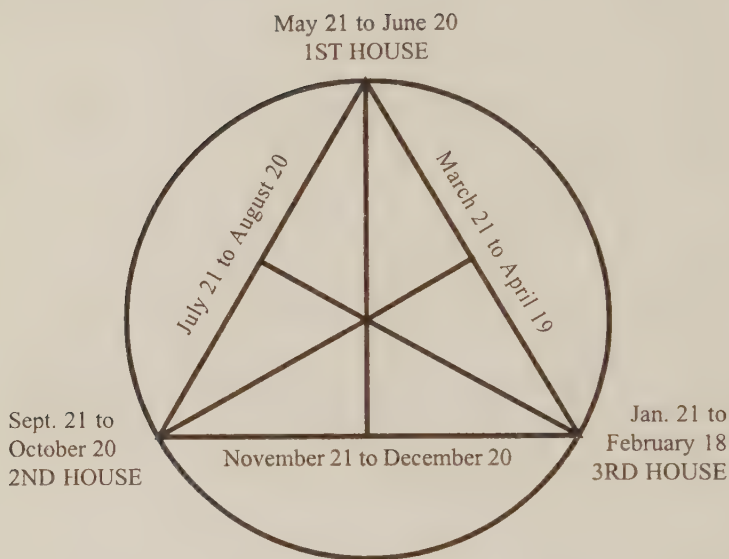 May 21 to June 20
1ST HOUSE
July 21 to August 20
March 21 to April 19
Sept. 21 to
October 20
2ND HOUSE
November 21 to December 20
Jan. 21 to
February 18
3RD HOUSE